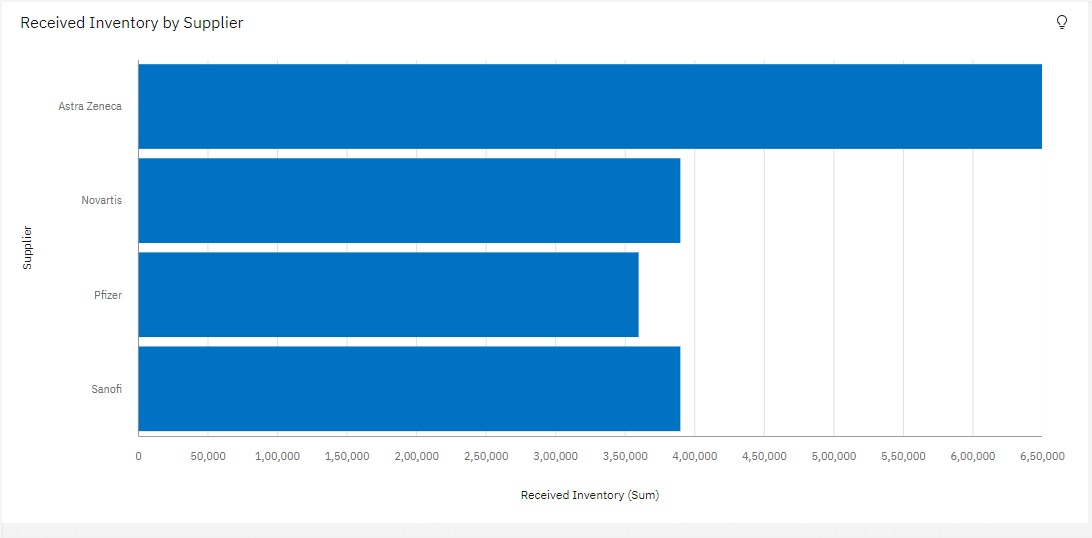 Received Inventory by Supplier
Astra Zeneca
Novartis
Supplier
Pfizer
Sanofi
0 50,000 1,00,000 1,50,000 2,00,000 2,50,000 3,00,000 3,50,000 4,00,000 4,50,000 5,00,000 5,50,000 6,00,000 6,50,000
Received Inventory (Sum)